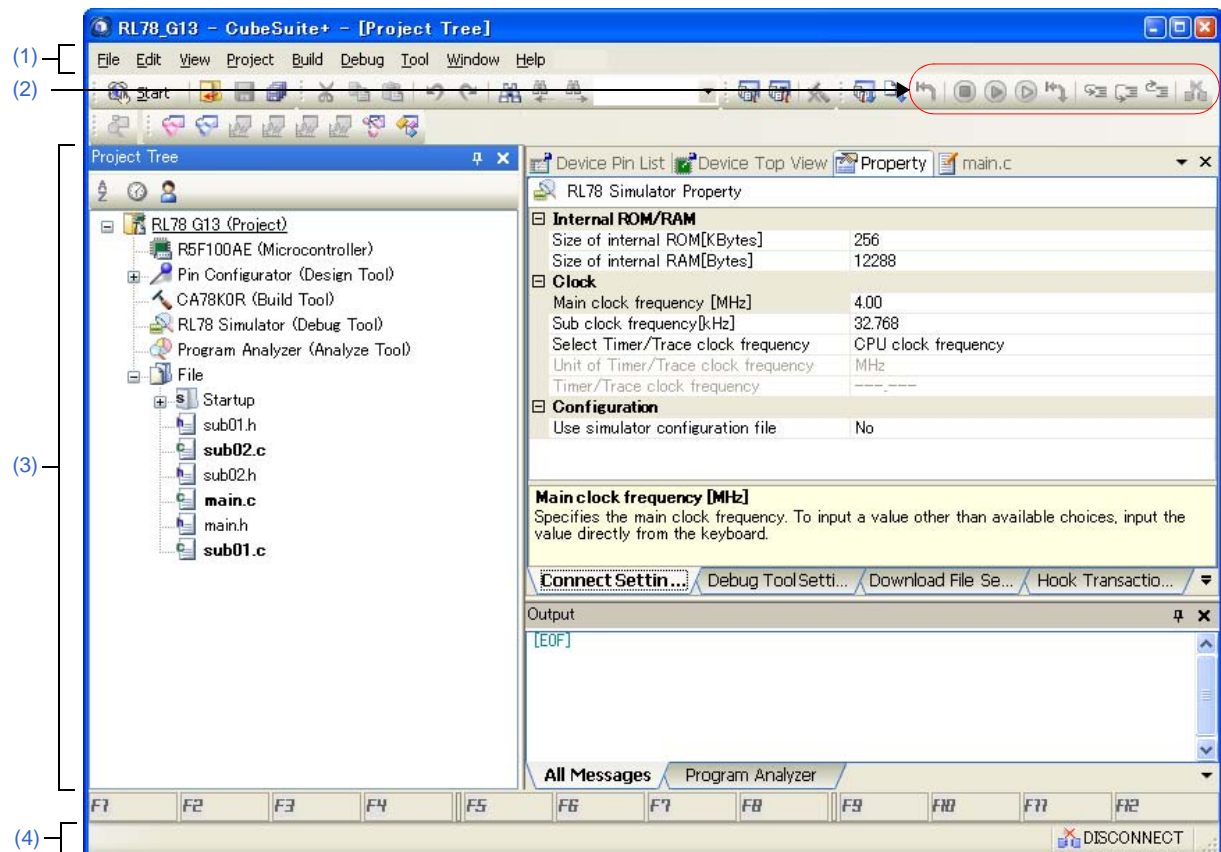 RL78_G13 - CubeSuite+ - [Project Tree]
(1)
File Edit View Project Build Debug Tool Window Help
(2)
Start
(3)
Project Tree
RL78 G13 (Project)
R5F100AE (Microcontroller)
Pin Configurator (Design Tool)
CA78K0R (Build Tool)
RL78 Simulator (Debug Tool)
Program Analyzer (Analyze Tool)
File
Startup
sub01.h
sub02.c
sub02.h
main.c
main.h
sub01.c
Device Pin List Device Top View Property main.c
RL78 Simulator Property
Internal ROM/RAM
Size of internal ROM[KBytes] 256
Size of internal RAM[Bytes] 12288
Clock
Main clock frequency [MHz] 4.00
Sub clock frequency[kHz] 32.768
Select Timer/Trace clock frequency CPU clock frequency
Unit of Timer/Trace clock frequency MHz
Timer/Trace clock frequency ---.---
Configuration
Use simulator configuration file No
Main clock frequency [MHz]
Specifies the main clock frequency. To input a value other than available choices, input the
value directly from the keyboard.
Connect Settin... Debug Tool Setti... Download File Se... Hook Transactio...
Output
[EOF]
All Messages Program Analyzer
F1 F2 F3 F4 F5 F6 F7 F8 F9 F10 F11 F12
(4)
DISCONNECT